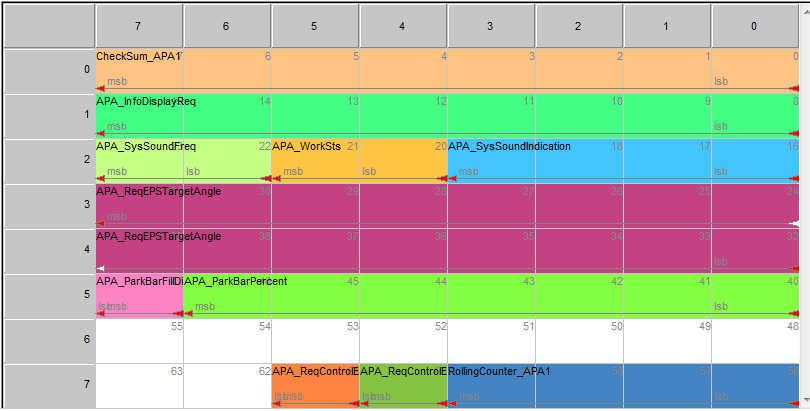 7 6 5 4 3 2 1 0
0 CheckSum_APA1 6 5 4 3 2 1 0
msb lsb
1 APA_InfoDisplayReq 14 13 12 11 10 9 8
msb lsb
2 APA_SysSoundFreq 22 APA_WorkSts 21 20 APA_SysSoundIndication 18 17 16
msb lsb msb lsb msb lsb
3 APA_ReqEPSTargetAngle 30 29 28 27 26 25 24
msb
4 APA_ReqEPSTargetAngle 38 37 36 35 34 33 32
lsb
5 APA_ParkBarFillDi APA_ParkBarPercent 45 44 43 42 41 40
msb lsb
6 55 54 53 52 51 50 49 48
7 63 62 APA_ReqControlE APA_ReqControlE RollingCounter_APA1 58 57 56
msb lsb